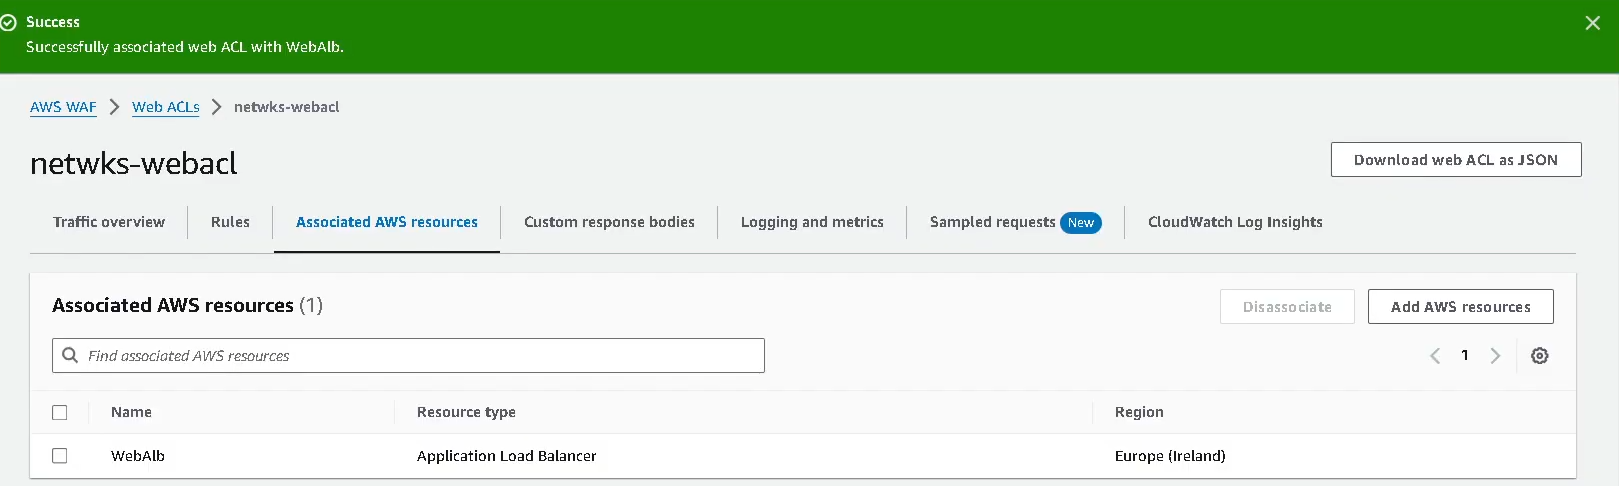 Success
Successfully associated web ACL with WebAlb.
AWS WAF > Web ACLs > netwks-webacl
netwks-webacl
Download web ACL as JSON
Traffic overview Rules Associated AWS resources Custom response bodies Logging and metrics Sampled requests New CloudWatch Log Insights
Associated AWS resources (1)
Disassociate Add AWS resources
Find associated AWS resources
1
Name Resource type Region
WebAlb Application Load Balancer Europe (Ireland)